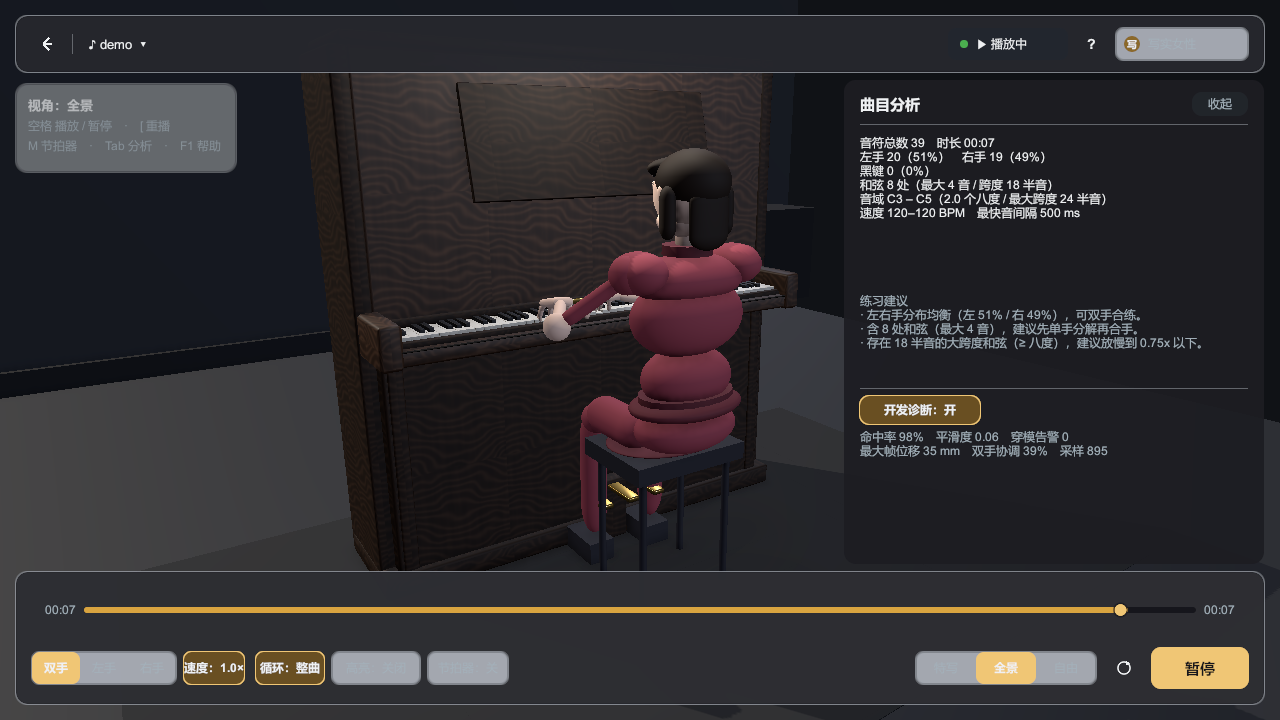 ♪ demo ▼
▶ 播放中
?
写
视角：全景
空格 播放 / 暂停 · [ 重播
M 节拍器 · Tab 分析 · F1 帮助
曲目分析
收起
音符总数 39 时长 00:07
左手 20（51%） 右手 19（49%）
黑键 0（0%）
和弦 8 处（最大 4 音 / 跨度 18 半音）
音域 C3 – C5（2.0 个八度 / 最大跨度 24 半音）
速度 120–120 BPM 最快音间隔 500 ms
练习建议
· 左右手分布均衡（左 51% / 右 49%），可双手合练。
· 含 8 处和弦（最大 4 音），建议先单手分解再合手。
· 存在 18 半音的大跨度和弦（≥ 八度），建议放慢到 0.75x 以下。
开发诊断：开
命中率 98% 平滑度 0.06 穿模告警 0
最大帧位移 35 mm 双手协调 39% 采样 895
00:07
00:07
双手
速度：1.0×
循环：整曲
全景
暂停